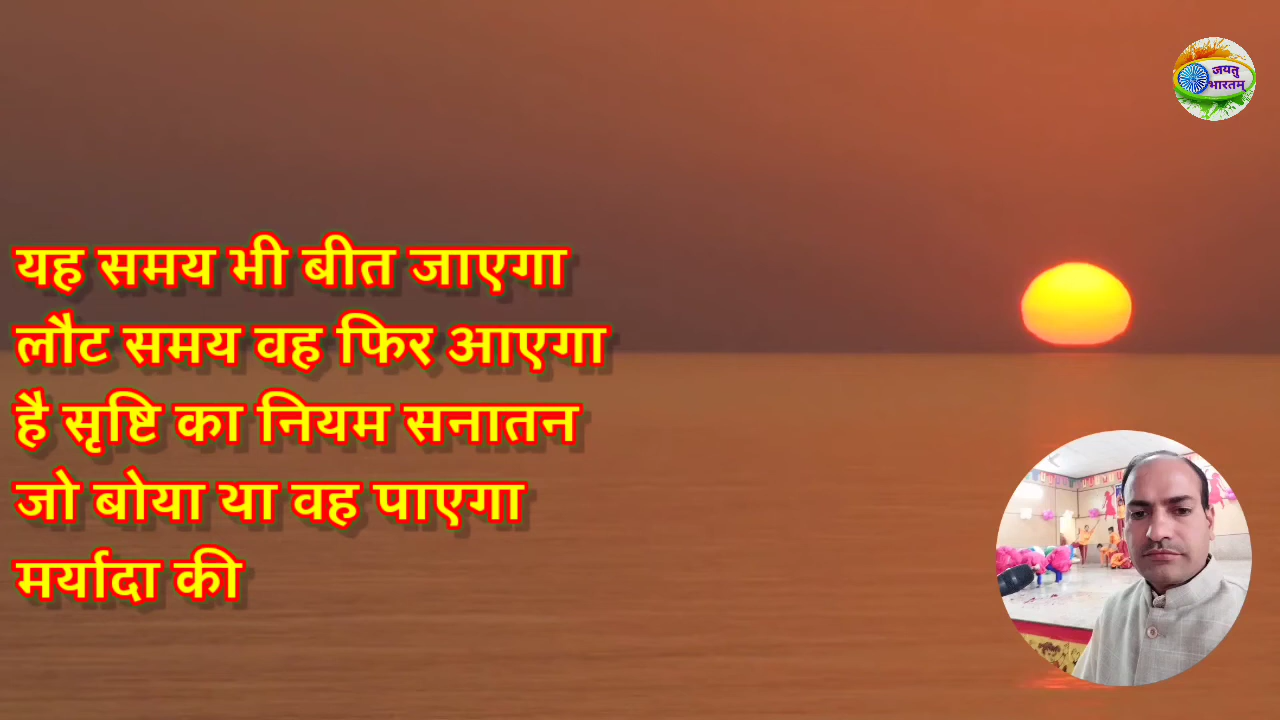 जयतु
भारतम्
यह समय भी बीत जाएगा
लौट समय वह फिर आएगा
है सृष्टि का नियम सनातन
जो बोया था वह पाएगा
मर्यादा की